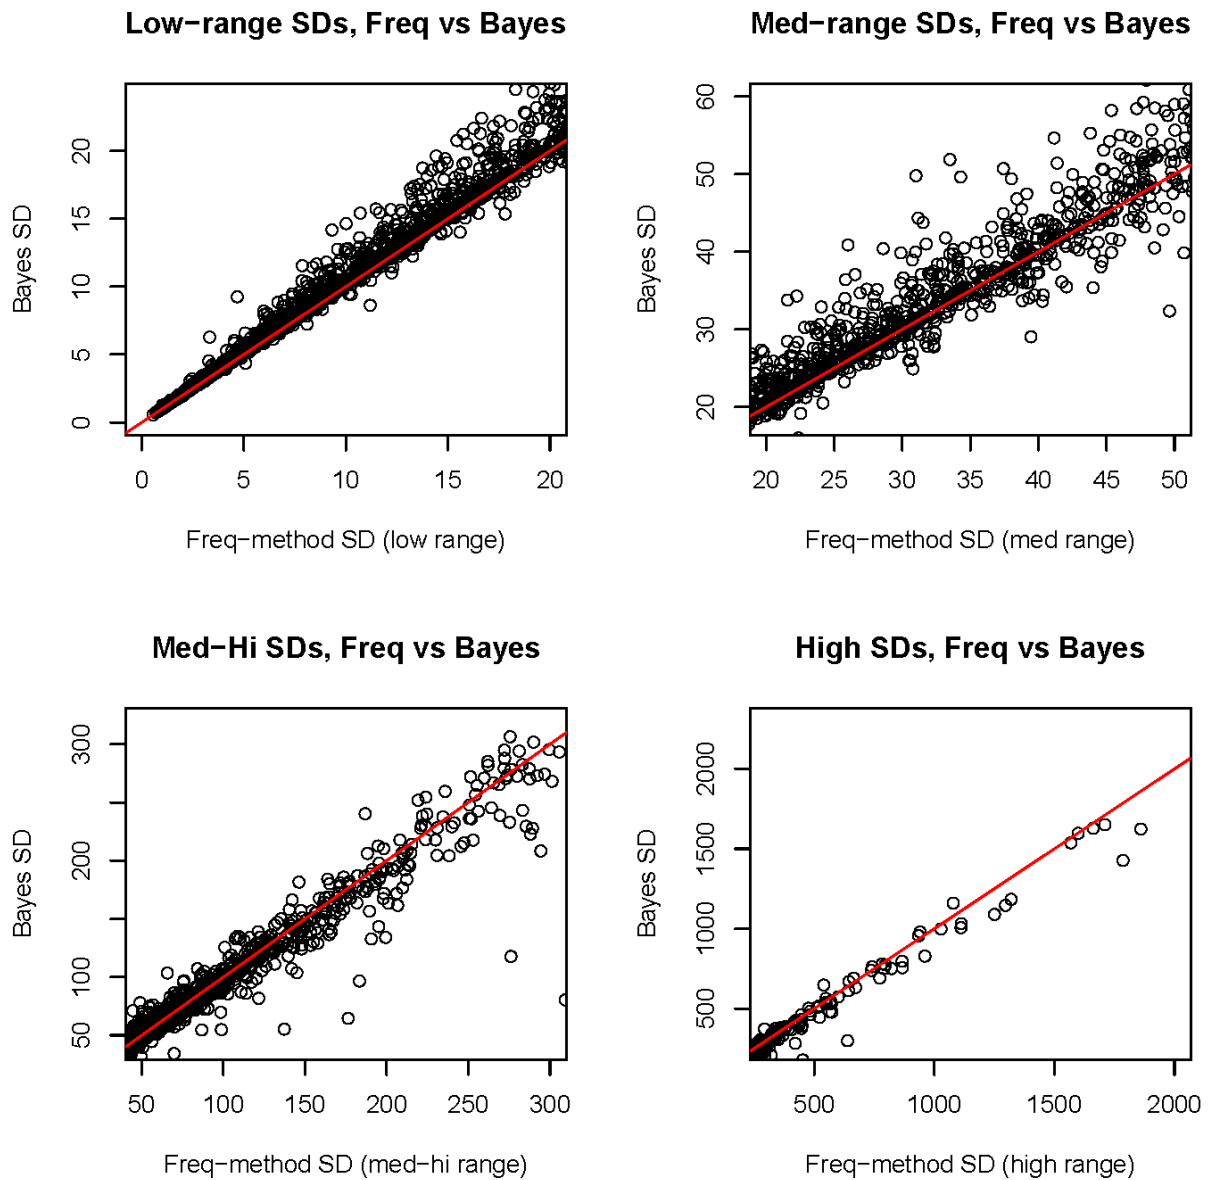 Low−range SDs, Freq vs Bayes
Bayes SD
20
15
10
5
0
0 5 10 15 20
Freq−method SD (low range)
Med−range SDs, Freq vs Bayes
Bayes SD
60
50
40
30
20
20 25 30 35 40 45 50
Freq−method SD (med range)
Med−Hi SDs, Freq vs Bayes
Bayes SD
300
200
100
50
50 100 150 200 250 300
Freq−method SD (med−hi range)
High SDs, Freq vs Bayes
Bayes SD
2000
1500
1000
500
500 1000 1500 2000
Freq−method SD (high range)